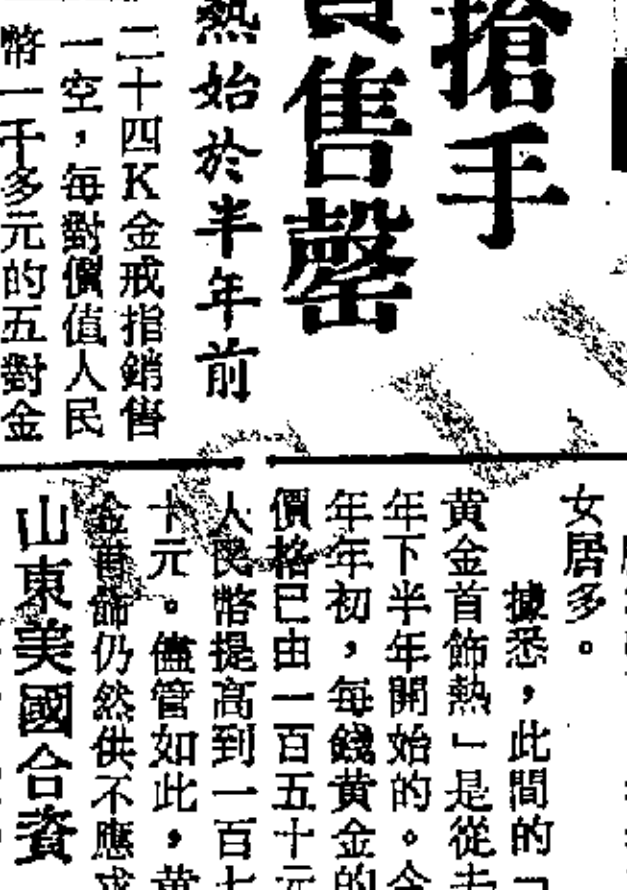 搶手
售罄
熱始於半年前
二十四K金戒指銷售
一空，每對價值人民
幣一千多元的五對金
女居多。
據悉，此間的「
黃金首飾熱」是從去
年下半年開始的。今
年年初，每錢黃金的
價格已由一百五十元
人民幣提高到一百七
十元。儘管如此，黃
金首飾仍然供不應求
山東美國合資